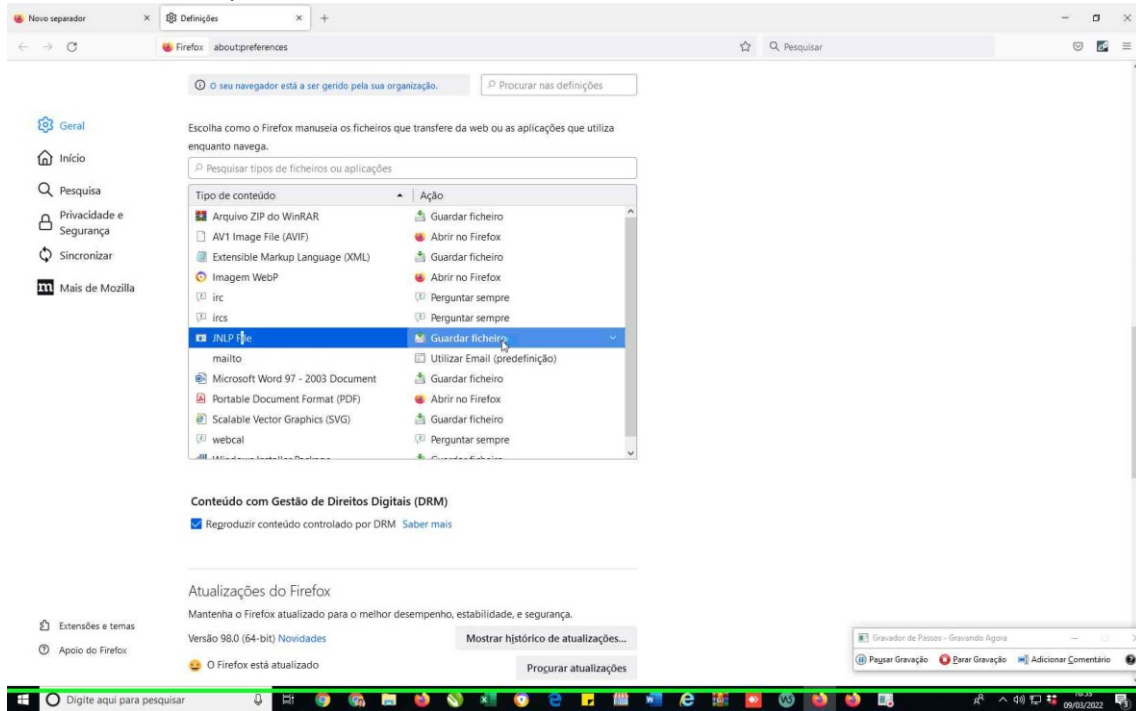 Novo separador
Definições
Firefox about:preferences
Pesquisar
O seu navegador está a ser gerido pela sua organização.
Procurar nas definições
Geral
Início
Pesquisa
Privacidade e
Segurança
Sincronizar
Mais de Mozilla
Escolha como o Firefox manuseia os ficheiros que transfere da web ou as aplicações que utiliza
enquanto navega.
Pesquisar tipos de ficheiros ou aplicações
Tipo de conteúdo Ação
Arquivo ZIP do WinRAR Guardar ficheiro
AV1 Image File (AVIF) Abrir no Firefox
Extensible Markup Language (XML) Guardar ficheiro
Imagem WebP Abrir no Firefox
irc Perguntar sempre
ircs Perguntar sempre
JNLP File Guardar ficheiro
mailto Utilizar Email (predefinição)
Microsoft Word 97 - 2003 Document Guardar ficheiro
Portable Document Format (PDF) Abrir no Firefox
Scalable Vector Graphics (SVG) Guardar ficheiro
webcal Perguntar sempre
Conteúdo com Gestão de Direitos Digitais (DRM)
Reproduzir conteúdo controlado por DRM Saber mais
Atualizações do Firefox
Mantenha o Firefox atualizado para o melhor desempenho, estabilidade, e segurança.
Versão 98.0 (64-bit) Novidades
Mostrar histórico de atualizações...
O Firefox está atualizado
Procurar atualizações
Extensões e temas
Apoio do Firefox
Gravador de Passos - Gravando Agora
Pausar Gravação Parar Gravação Adicionar Comentário
Digite aqui para pesquisar
09/03/2022